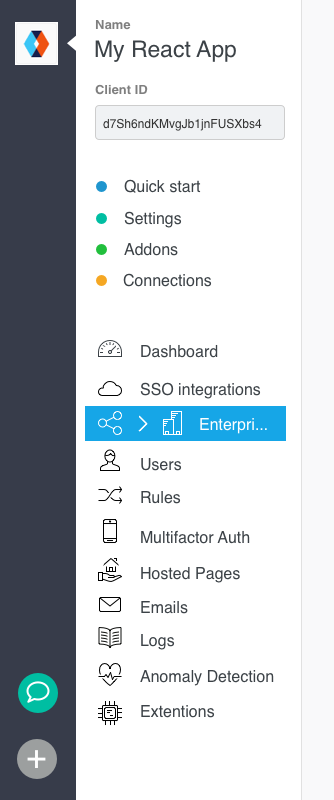 Name
My React App
Client ID
d7Sh6ndKMvgJb1jnFUSXbs4
Quick start
Settings
Addons
Connections
Dashboard
SSO integrations
Enterpri...
Users
Rules
Multifactor Auth
Hosted Pages
Emails
Logs
Anomaly Detection
Extentions